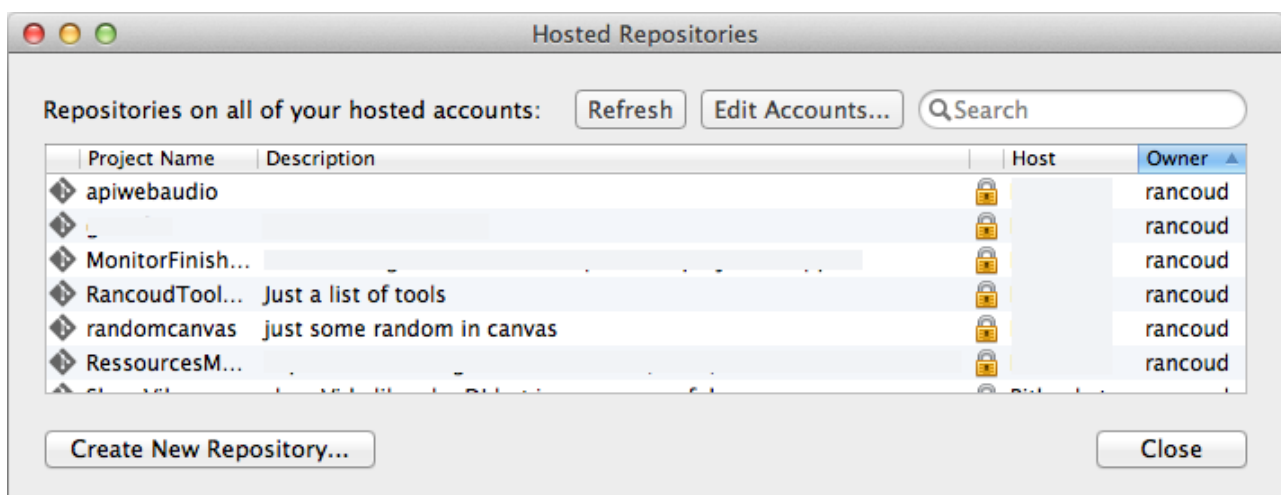 Hosted Repositories
Repositories on all of your hosted accounts: Refresh Edit Accounts... Search
Project Name Description Host Owner
apiwebaudio rancoud
rancoud
MonitorFinish... rancoud
RancoudTool... Just a list of tools rancoud
randomcanvas just some random in canvas rancoud
RessourcesM... rancoud
Create New Repository... Close